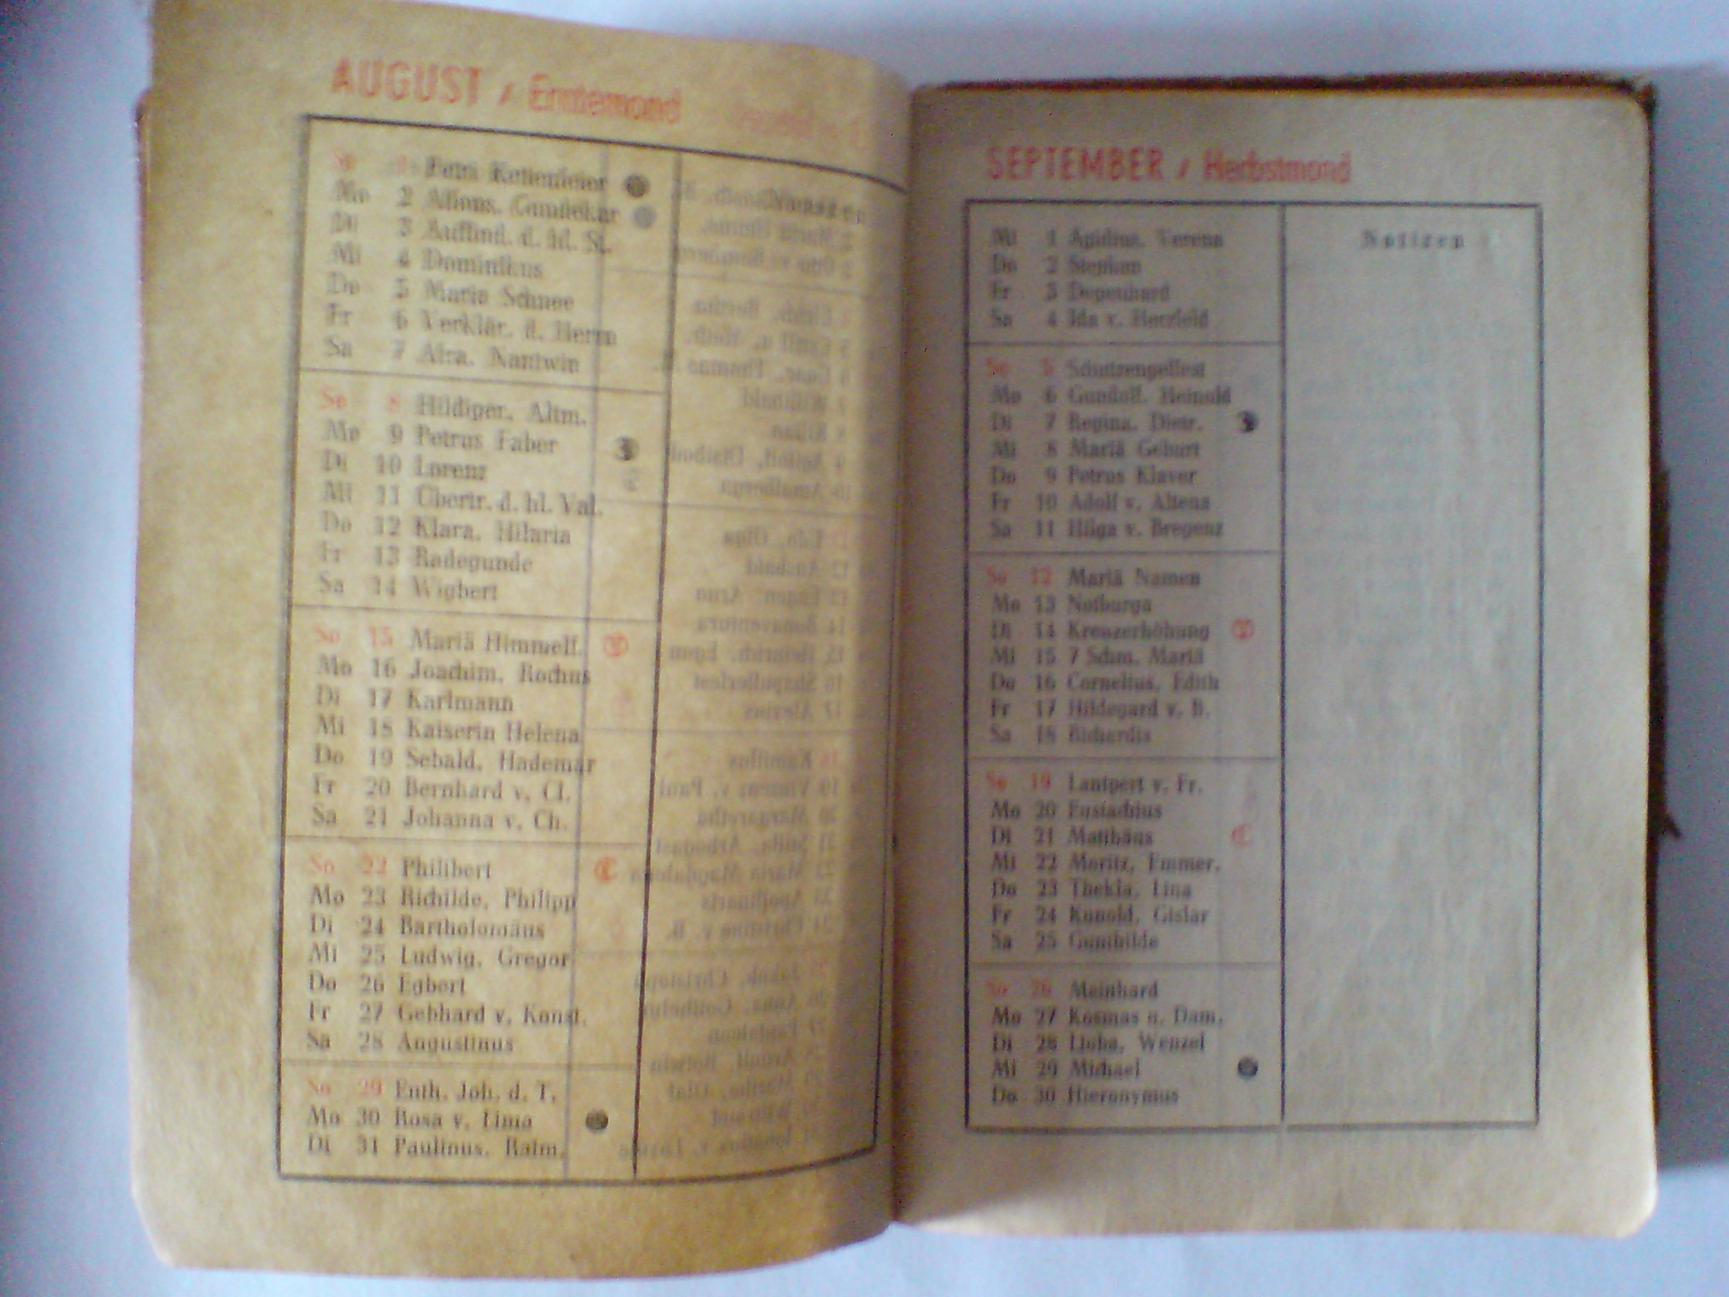 AUGUST / Erntemond
So 1 Petri Kettenfeier
Mo 2 Alfons, Gundekar
Di 3 Auffind. d. hl. St.
Mi 4 Dominikus
Do 5 Maria Schnee
Fr 6 Verklär. d. Herrn
Sa 7 Afra, Nantwin
So 8 Hildiger, Altm.
Mo 9 Petrus Faber
Di 10 Lorenz
Mi 11 Übertr. d. hl. Val.
Do 12 Klara, Hilaria
Fr 13 Radegunde
Sa 14 Wigbert
So 15 Mariä Himmelf.
Mo 16 Joachim, Rochus
Di 17 Karlmann
Mi 18 Kaiserin Helena
Do 19 Sebald, Hademar
Fr 20 Bernhard v. Cl.
Sa 21 Johanna v. Ch.
So 22 Philibert
Mo 23 Richilde, Philipp
Di 24 Bartholomäus
Mi 25 Ludwig, Gregor
Do 26 Egbert
Fr 27 Gebhard v. Konst.
Sa 28 Augustinus
So 29 Enth. Joh. d. T.
Mo 30 Rosa v. Lima
Di 31 Paulinus, Raim.
SEPTEMBER / Herbstmond
Notizen
Mi 1 Ägidius, Verena
Do 2 Stephan
Fr 3 Degenhard
Sa 4 Ida v. Herzfeld
So 5 Schutzengelfest
Mo 6 Gundolf, Heinold
Di 7 Regina, Dietr.
Mi 8 Mariä Geburt
Do 9 Petrus Klaver
Fr 10 Adolf v. Altena
Sa 11 Hilga v. Bregenz
So 12 Mariä Namen
Mo 13 Notburga
Di 14 Kreuzerhöhung
Mi 15 7 Schm. Mariä
Do 16 Cornelius, Edith
Fr 17 Hildegard v. B.
Sa 18 Richardis
So 19 Lantpert v. Fr.
Mo 20 Eustachius
Di 21 Matthäus
Mi 22 Moritz, Emmer.
Do 23 Thekla, Lina
Fr 24 Kunold, Gislar
Sa 25 Gunthilde
So 26 Meinhard
Mo 27 Kosmas u. Dam.
Di 28 Lioba, Wenzel
Mi 29 Michael
Do 30 Hieronymus